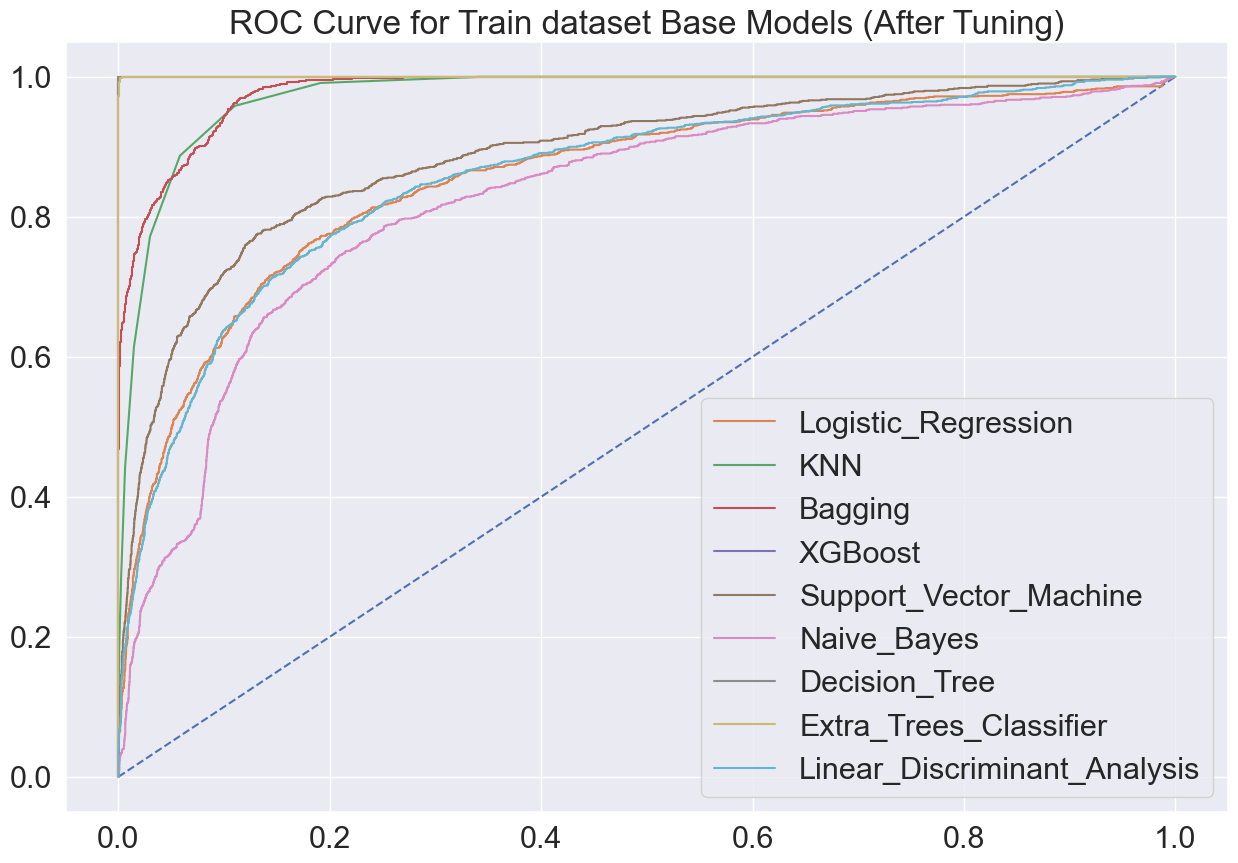 ROC Curve for Train dataset Base Models (After Tuning)
1.0
0.8
0.6
0.4
0.2
0.0
Logistic_Regression
KNN
Bagging
XGBoost
Support_Vector_Machine
Naive_Bayes
Decision_Tree
Extra_Trees_Classifier
Linear_Discriminant_Analysis
0.0 0.2 0.4 0.6 0.8 1.0